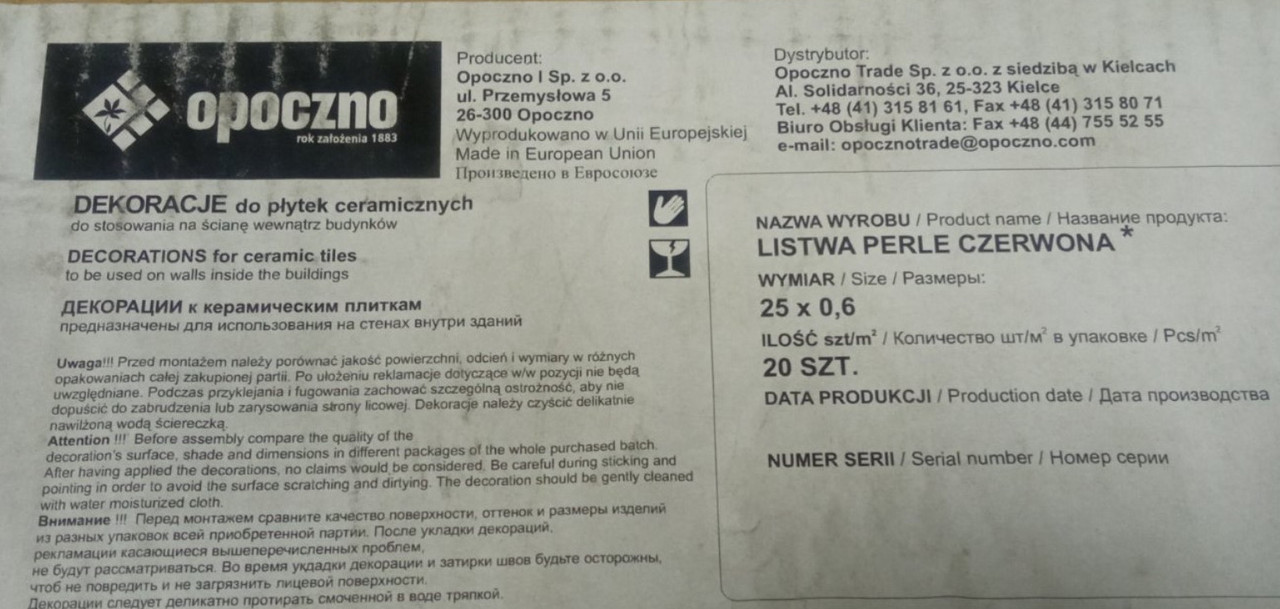 opoczno
rok założenia 1883
Producent:
Opoczno I Sp. z o.o.
ul. Przemysłowa 5
26-300 Opoczno
Wyprodukowano w Unii Europejskiej
Made in European Union
Произведено в Евросоюзе
Dystrybutor:
Opoczno Trade Sp. z o.o. z siedzibą w Kielcach
Al. Solidarności 36, 25-323 Kielce
Tel. +48 (41) 315 81 61, Fax +48 (41) 315 80 71
Biuro Obsługi Klienta: Fax +48 (44) 755 52 55
e-mail: opocznotrade@opoczno.com
DEKORACJE do płytek ceramicznych
do stosowania na ścianę wewnątrz budynków
DECORATIONS for ceramic tiles
to be used on walls inside the buildings
ДЕКОРАЦИИ к керамическим плиткам
предназначены для использования на стенах внутри зданий
Uwaga!!! Przed montażem należy porównać jakość powierzchni, odcień i wymiary w różnych
opakowaniach całej zakupionej partii. Po ułożeniu reklamacje dotyczące w/w pozycji nie będą
uwzględniane. Podczas przyklejania i fugowania zachować szczególną ostrożność, aby nie
dopuścić do zabrudzenia lub zarysowania strony licowej. Dekoracje należy czyścić delikatnie
nawilżoną wodą ściereczką.
Attention !!! Before assembly compare the quality of the
decoration's surface, shade and dimensions in different packages of the whole purchased batch.
After having applied the decorations, no claims would be considered. Be careful during sticking and
pointing in order to avoid the surface scratching and dirtying. The decoration should be gently cleaned
with water moisturized cloth.
Внимание !!! Перед монтажем сравните качество поверхности, оттенок и размеры изделий
из разных упаковок всей приобретенной партии. После укладки декораций,
рекламации касающиеся вышеперечисленных проблем,
не будут рассматриваться. Во время укдадки декорации и затирки швов будьте осторожны,
чтоб не повредить и не загрязнить лицевой поверхности.
Декорации следует деликатно протирать смоченной в воде тряпкой.
NAZWA WYROBU / Product name / Название продукта:
LISTWA PERLE CZERWONA*
WYMIAR / Size / Размеры:
25 x 0,6
ILOŚĆ szt/m² / Количество шт/м² в упаковке / Pcs/m²
20 SZT.
DATA PRODUKCJI / Production date / Дата производства
NUMER SERII / Serial number / Номер серии